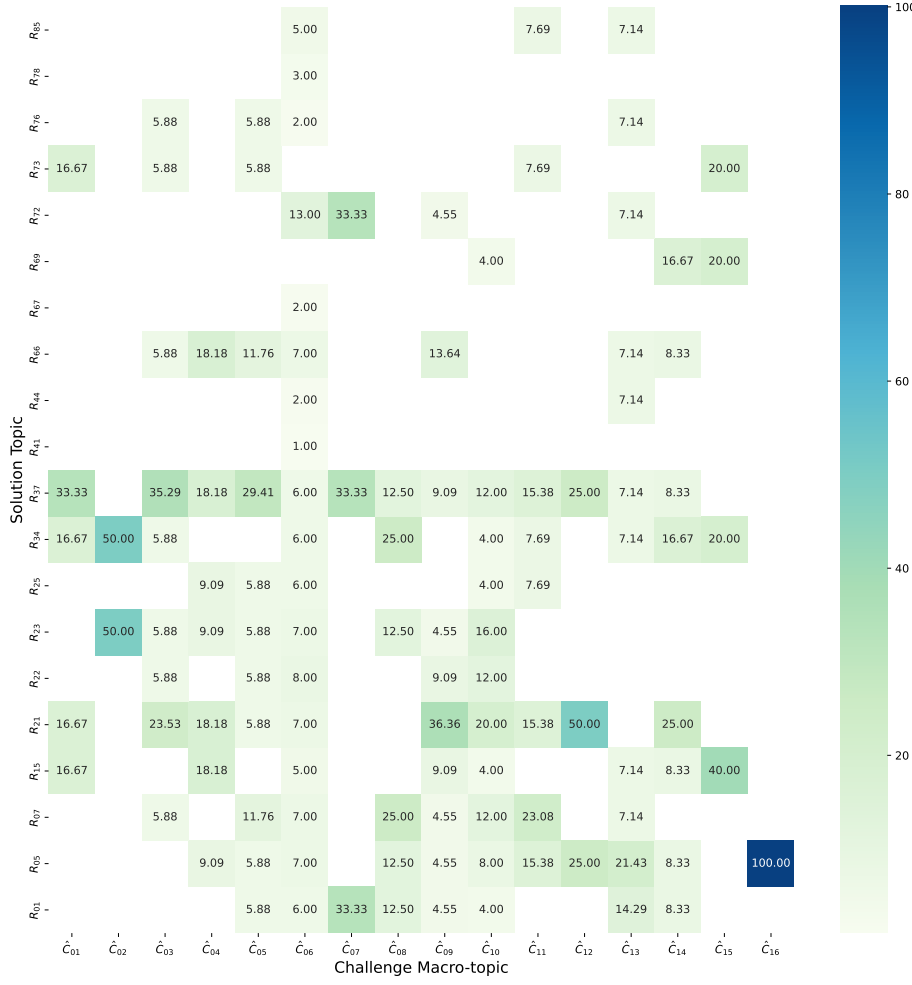 100
R85 5.00 7.69 7.14
R78 3.00
R76 5.88 5.88 2.00 7.14
R73 16.67 5.88 5.88 7.69 20.00
80
R72 13.00 33.33 4.55 7.14
R69 4.00 16.67 20.00
R67 2.00
R66 5.88 18.18 11.76 7.00 13.64 7.14 8.33
60
R44 2.00 7.14
R41 1.00
Solution Topic
R37 33.33 35.29 18.18 29.41 6.00 33.33 12.50 9.09 12.00 15.38 25.00 7.14 8.33
R34 16.67 50.00 5.88 6.00 25.00 4.00 7.69 7.14 16.67 20.00
40
R25 9.09 5.88 6.00 4.00 7.69
R23 50.00 5.88 9.09 5.88 7.00 12.50 4.55 16.00
R22 5.88 5.88 8.00 9.09 12.00
R21 16.67 23.53 18.18 5.88 7.00 36.36 20.00 15.38 50.00 25.00
20
R15 16.67 18.18 5.00 9.09 4.00 7.14 8.33 40.00
R07 5.88 11.76 7.00 25.00 4.55 12.00 23.08 7.14
R05 9.09 5.88 7.00 12.50 4.55 8.00 15.38 25.00 21.43 8.33 100.00
R01 5.88 6.00 33.33 12.50 4.55 4.00 14.29 8.33
Ĉ01 Ĉ02 Ĉ03 Ĉ04 Ĉ05 Ĉ06 Ĉ07 Ĉ08 Ĉ09 Ĉ10 Ĉ11 Ĉ12 Ĉ13 Ĉ14 Ĉ15 Ĉ16
Challenge Macro-topic